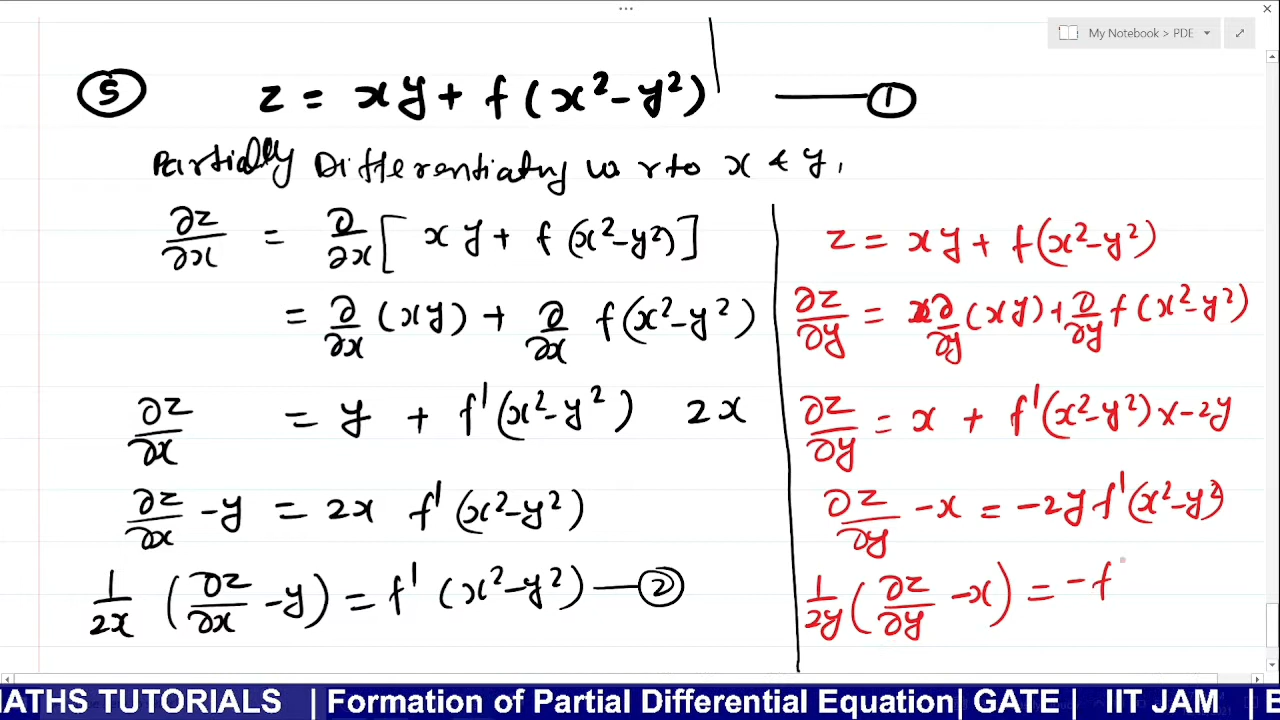 My Notebook > PDE
5 z = xy + f(x²-y²) —— 1
Partially Differentiating w r to x & y,
∂z/∂x = ∂/∂x [ xy + f(x²-y²) ]
= ∂/∂x (xy) + ∂/∂x f(x²-y²)
∂z/∂x = y + f'(x²-y²) 2x
∂z/∂x - y = 2x f'(x²-y²)
1/2x (∂z/∂x - y) = f' (x²-y²) — 2
z = xy + f(x²-y²)
∂z/∂y = ∂/∂y (xy) + ∂/∂y f(x²-y²)
∂z/∂y = x + f'(x²-y²) x -2y
∂z/∂y - x = -2y f'(x²-y²)
1/2y (∂z/∂y - x) = -f
MATHS TUTORIALS | Formation of Partial Differential Equation| GATE | IIT JAM | E